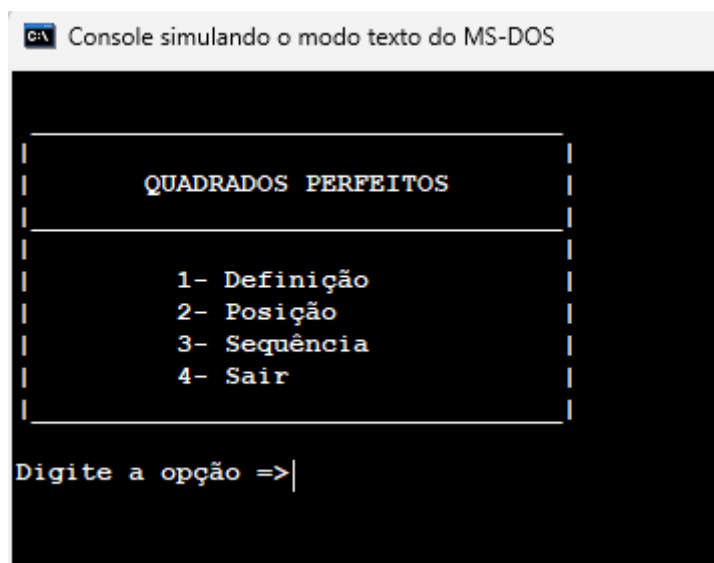 Console simulando o modo texto do MS-DOS
QUADRADOS PERFEITOS
1- Definição
2- Posição
3- Sequência
4- Sair
Digite a opção =>